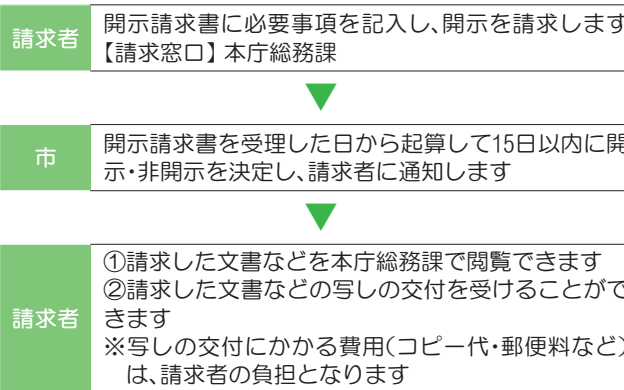 請求者
開示請求書に必要事項を記入し、開示を請求します
【請求窓口】本庁総務課
市
開示請求書を受理した日から起算して15日以内に開
示・非開示を決定し、請求者に通知します
請求者
①請求した文書などを本庁総務課で閲覧できます
②請求した文書などの写しの交付を受けることがで
きます
※写しの交付にかかる費用（コピー代・郵便料など）
は、請求者の負担となります